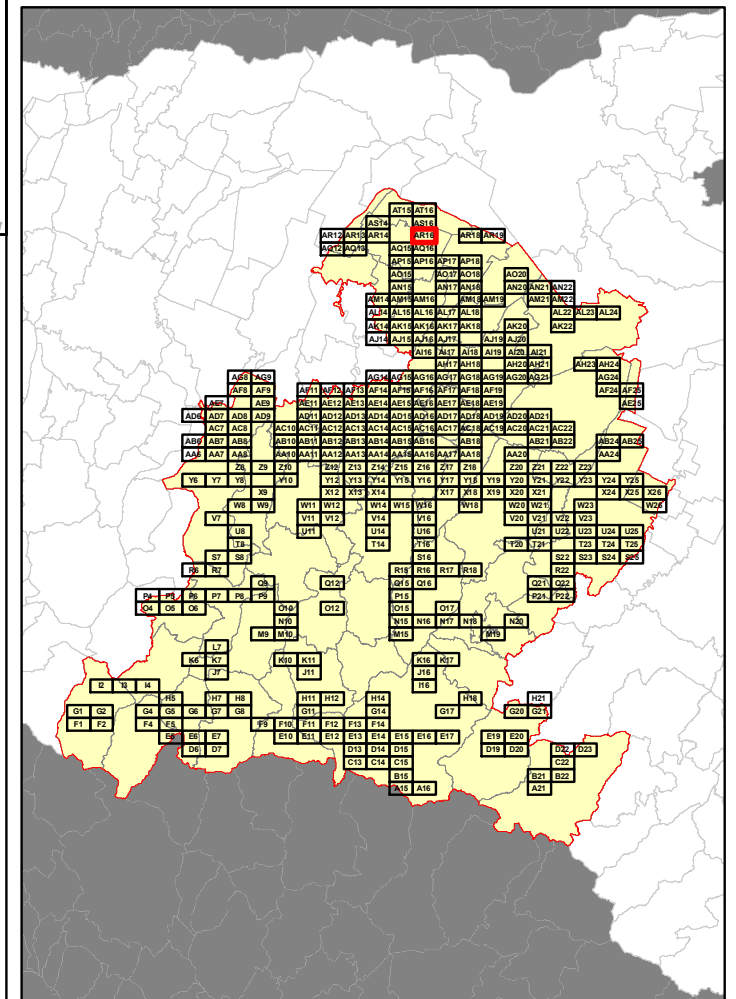 AT15 AT16
AS14 AS16
AR12 AR13 AR14 AR16 AR18 AR19
AQ12 AQ13 AQ15 AQ16
AP15 AP16 AP17 AP18
AO15 AO17 AO18 AO20
AN15 AN17 AN18 AN20 AN21 AN22
AM14 AM15 AM16 AM18 AM19 AM21 AM22
AL14 AL15 AL16 AL17 AL18 AL22 AL23 AL24
AK14 AK15 AK16 AK17 AK18 AK20 AK22
AJ14 AJ15 AJ16 AJ17 AJ19 AJ20
AI16 AI17 AI18 AI19 AI20 AI21
AH17 AH18 AH20 AH21 AH23 AH24
AG8 AG9 AG14 AG15 AG16 AG17 AG18 AG19 AG20 AG21 AG24
AF8 AF9 AF11 AF12 AF13 AF14 AF15 AF16 AF17 AF18 AF19 AF24 AF25
AE7 AE9 AE11 AE12 AE13 AE14 AE15 AE16 AE17 AE18 AE19 AE25
AD6 AD7 AD8 AD9 AD11 AD12 AD13 AD14 AD15 AD16 AD17 AD18 AD19 AD20 AD21
AC7 AC8 AC10 AC11 AC12 AC13 AC14 AC15 AC16 AC17 AC18 AC19 AC20 AC21 AC22
AB6 AB7 AB8 AB10 AB11 AB12 AB13 AB14 AB15 AB16 AB18 AB21 AB22 AB24 AB25
AA6 AA7 AA8 AA10 AA11 AA12 AA13 AA14 AA15 AA16 AA17 AA18 AA20 AA24
Z8 Z9 Z10 Z12 Z13 Z14 Z15 Z16 Z17 Z18 Z20 Z21 Z22 Z23
Y6 Y7 Y8 Y10 Y12 Y13 Y14 Y15 Y16 Y17 Y18 Y19 Y20 Y21 Y22 Y23 Y24 Y25
X9 X12 X13 X14 X17 X18 X19 X20 X21 X24 X25 X26
W8 W9 W11 W12 W14 W15 W16 W18 W20 W21 W23 W26
V7 V11 V12 V14 V16 V20 V21 V22 V23
U8 U11 U14 U16 U21 U22 U23 U24 U25
T8 T14 T16 T20 T21 T23 T24 T25
S7 S8 S16 S22 S23 S24 S25
R6 R7 R15 R16 R17 R18 R22
Q9 Q12 Q15 Q16 Q21 Q22
P4 P5 P6 P7 P8 P9 P15 P21 P22
O4 O5 O6 O10 O12 O15 O17
N10 N15 N16 N17 N18 N20
M9 M10 M15 M19
L7
K6 K7 K10 K11 K16 K17
J7 J11 J16
I2 I3 I4 I16
H5 H7 H8 H11 H12 H14 H18 H21
G1 G2 G4 G5 G6 G7 G8 G11 G14 G17 G20 G21
F1 F2 F4 F5 F9 F10 F11 F12 F13 F14
E5 E6 E7 E10 E11 E12 E13 E14 E15 E16 E17 E19 E20
D6 D7 D13 D14 D15 D19 D20 D22 D23
C13 C14 C15 C22
B15 B21 B22
A15 A16 A21